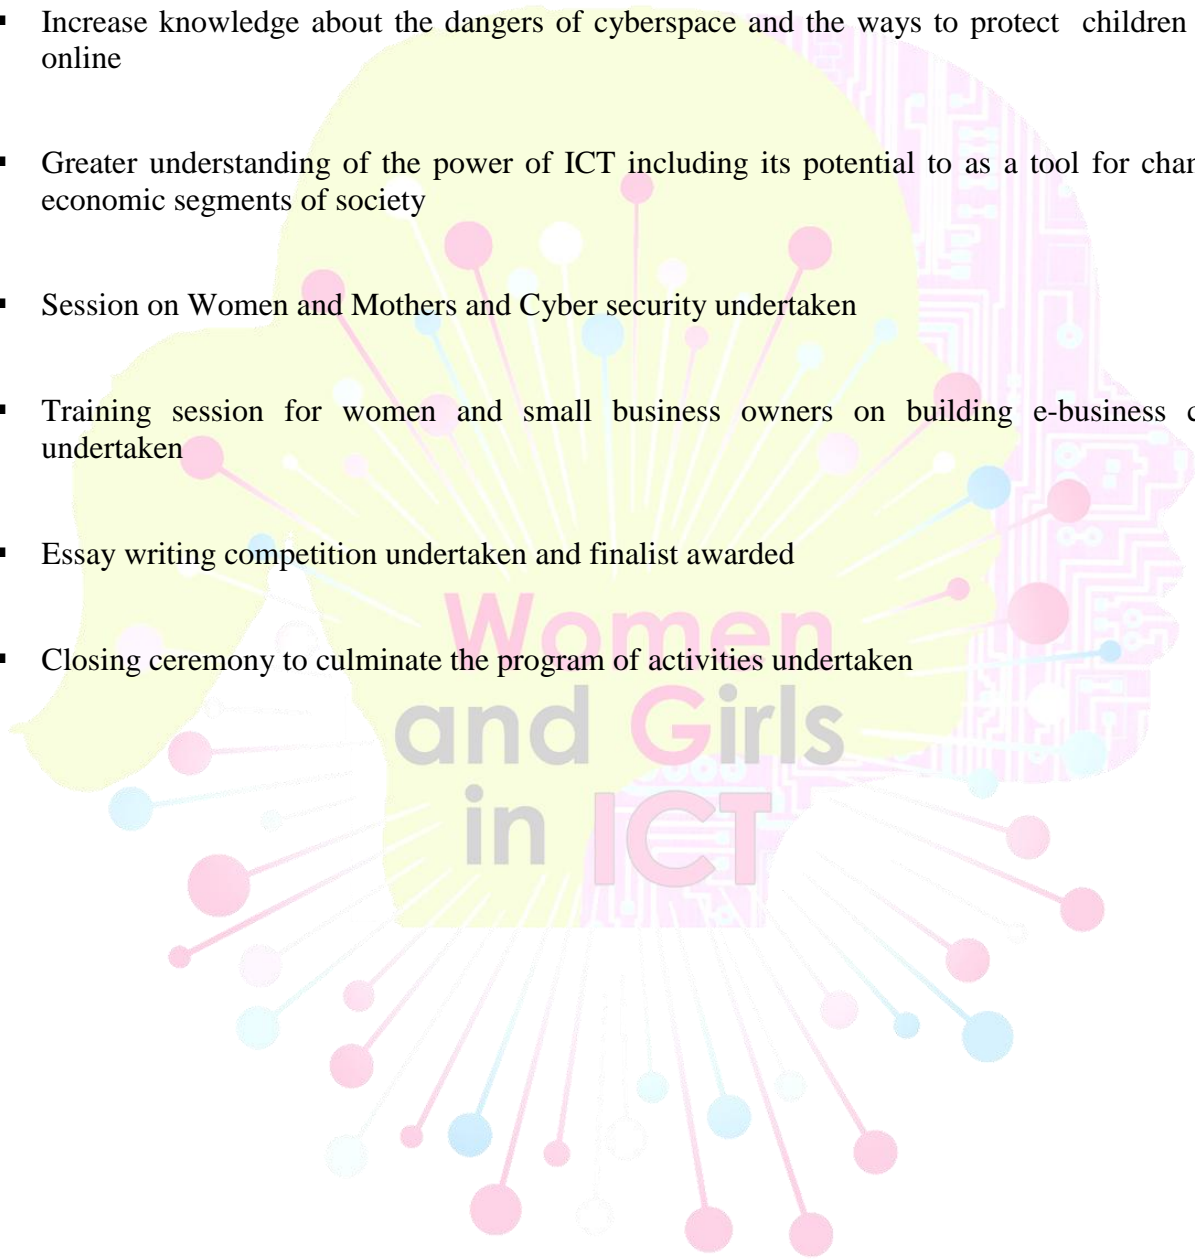 ▪ Increase knowledge about the dangers of cyberspace and the ways to protect children
online
▪ Greater understanding of the power of ICT including its potential to as a tool for
economic segments of society
▪ Session on Women and Mothers and Cyber security undertaken
▪ Training session for women and small business owners on building e-business
undertaken
▪ Essay writing competition undertaken and finalist awarded
Women
▪ Closing ceremony to culminate the program of activities undertaken
and Girls
in ICT